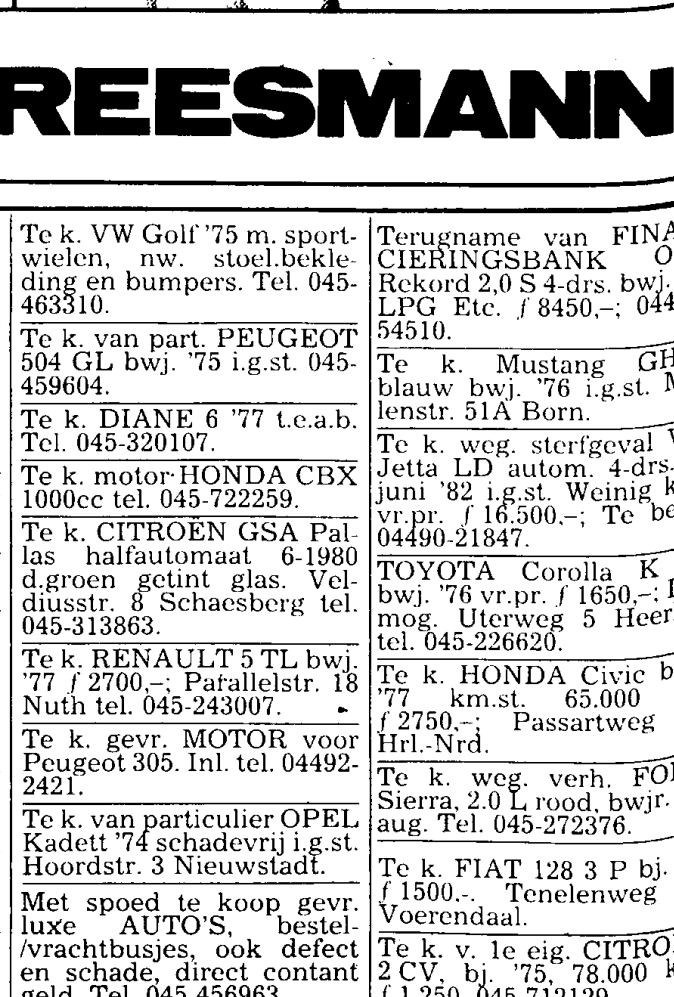 REESMANN
Te k. VW Golf '75 m. sport-
wielen, nw. stoel.bekle-
ding en bumpers. Tel. 045-
463310.
Te k. van part. PEUGEOT
504 GL bwj. '75 i.g.st. 045-
459604.
Te k. DIANE 6 '77 t.e.a.b.
Tel. 045-320107.
Te k. motor HONDA CBX
1000cc tel. 045-722259.
Te k. CITROËN GSA Pal-
las halfautomaat 6-1980
d.groen getint glas. Vel-
diusstr. 8 Schaesberg tel.
045-313863.
Te k. RENAULT 5 TL bwj.
'77 ƒ 2700,-; Parallelstr. 18
Nuth tel. 045-243007.
Te k. gevr. MOTOR voor
Peugeot 305. Inl. tel. 04492-
2421.
Te k. van particulier OPEL
Kadett '74 schadevrij i.g.st.
Hoordstr. 3 Nieuwstadt.
Met spoed te koop gevr.
luxe AUTO'S, bestel-
/vrachtbusjes, ook defect
en schade, direct contant
geld. Tel. 045-456963.
Terugname van FINA
CIERINGSBANK O
Rekord 2,0 S 4-drs. bwj.
LPG Etc. ƒ 8450,-; 044
54510.
Te k. Mustang GH
blauw bwj. '76 i.g.st. M
lenstr. 51A Born.
Te k. weg. sterfgeval V
Jetta LD autom. 4-drs.
juni '82 i.g.st. Weinig k
vr.pr. ƒ 16.500,-; Te be
04490-21847.
TOYOTA Corolla K
bwj. '76 vr.pr. ƒ 1650,-;
mog. Uterweg 5 Heer
tel. 045-226620.
Te k. HONDA Civic b
'77 km.st. 65.000
ƒ 2750,-; Passartweg
Hrl.-Nrd.
Te k. weg. verh. FO
Sierra, 2.0 L rood, bwjr.
aug. Tel. 045-272376.
Te k. FIAT 128 3 P bj.
ƒ 1500.-. Tenelenweg
Voerendaal.
Te k. v. 1e eig. CITRO
2 CV, bj. '75, 78.000 k
ƒ 1.250. 045-712120